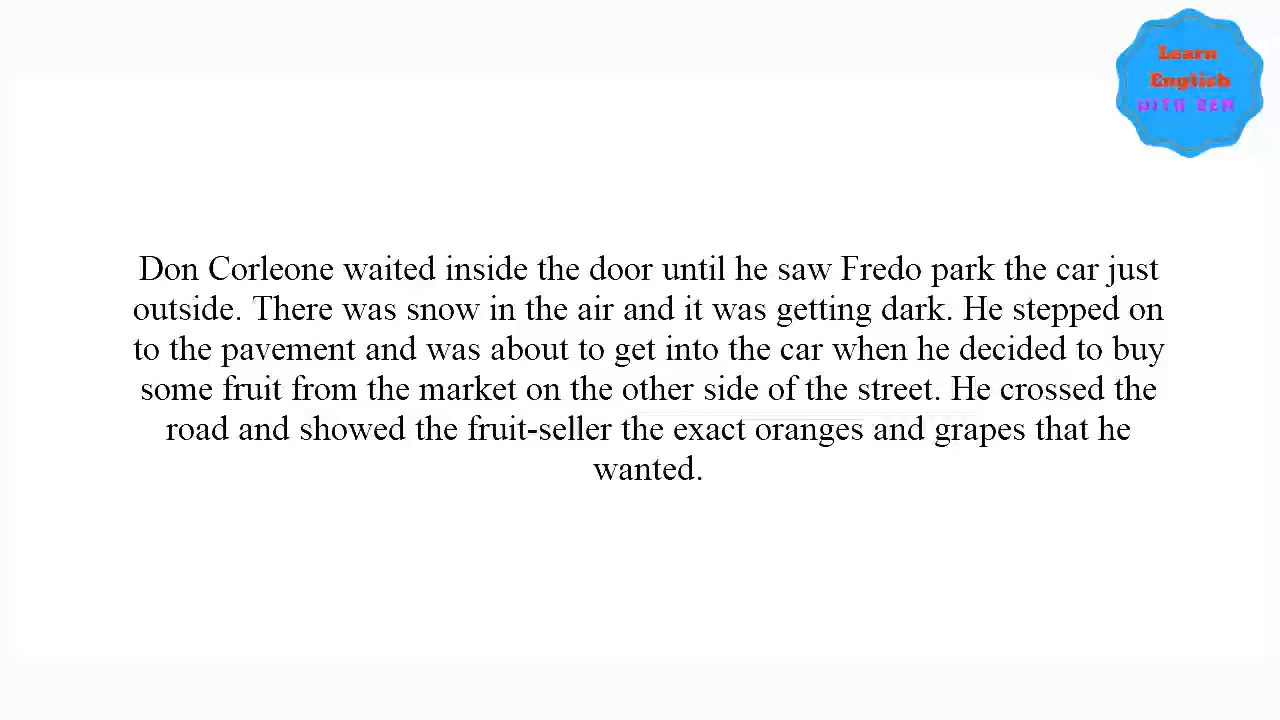 Learn
English
WITH GEM
Don Corleone waited inside the door until he saw Fredo park the car just
outside. There was snow in the air and it was getting dark. He stepped on
to the pavement and was about to get into the car when he decided to buy
some fruit from the market on the other side of the street. He crossed the
road and showed the fruit-seller the exact oranges and grapes that he
wanted.